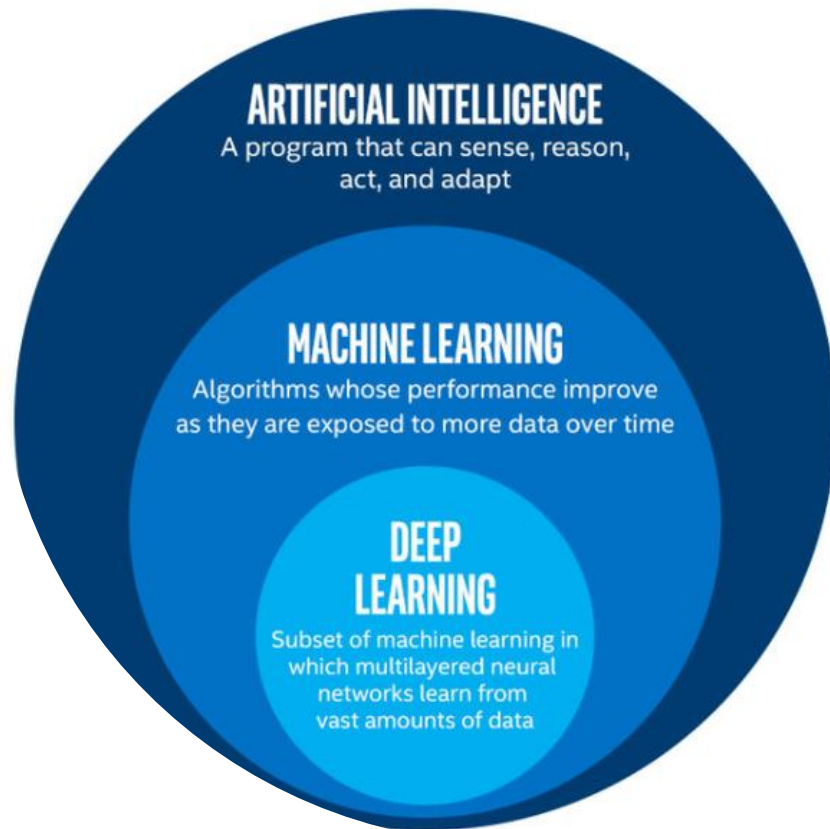 ARTIFICIAL INTELLIGENCE
A program that can sense, reason,
act, and adapt
MACHINE LEARNING
Algorithms whose performance improve
as they are exposed to more data over time
DEEP
LEARNING
Subset of machine learning in
which multilayered neural
networks learn from
vast amounts of data